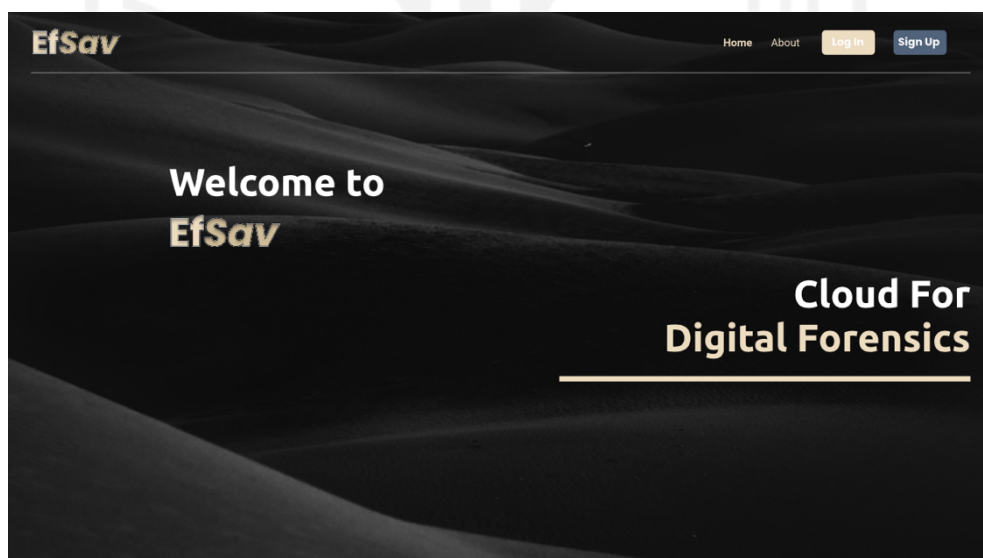 EfSav
Home About Log In Sign Up
Welcome to
EfSav
Cloud For
Digital Forensics